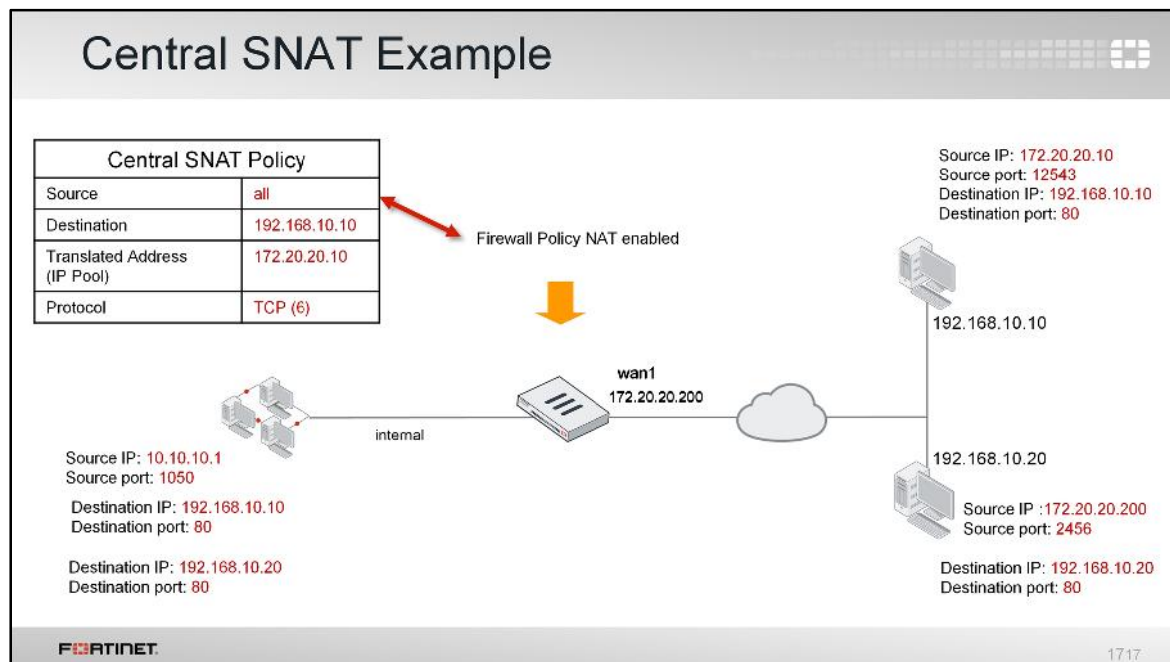 Central SNAT Example
Central SNAT Policy
Source all
Destination 192.168.10.10
Translated Address 172.20.20.10
(IP Pool)
Protocol TCP (6)
Firewall Policy NAT enabled
Source IP: 172.20.20.10
Source port: 12543
Destination IP: 192.168.10.10
Destination port: 80
192.168.10.10
wan1
172.20.20.200
internal
192.168.10.20
Source IP: 10.10.10.1
Source port: 1050
Destination IP: 192.168.10.10
Destination port: 80
Destination IP: 192.168.10.20
Destination port: 80
Source IP :172.20.20.200
Source port: 2456
Destination IP: 192.168.10.20
Destination port: 80
FORTINET
1717